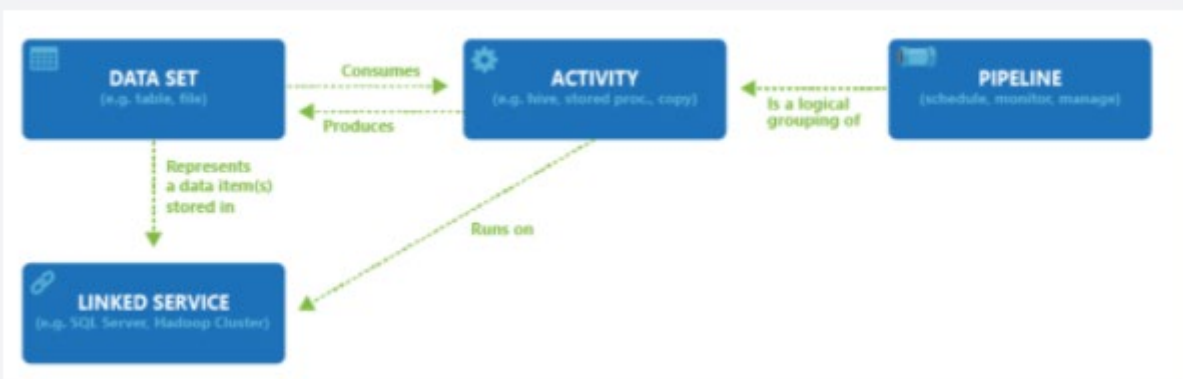 DATA SET
(e.g. table, file)
Consumes
Produces
ACTIVITY
(e.g. hive, stored proc., copy)
Is a logical
grouping of
PIPELINE
(schedule, monitor, manage)
Represents
a data item(s)
stored in
Runs on
LINKED SERVICE
(e.g. SQL Server, Hadoop Cluster)